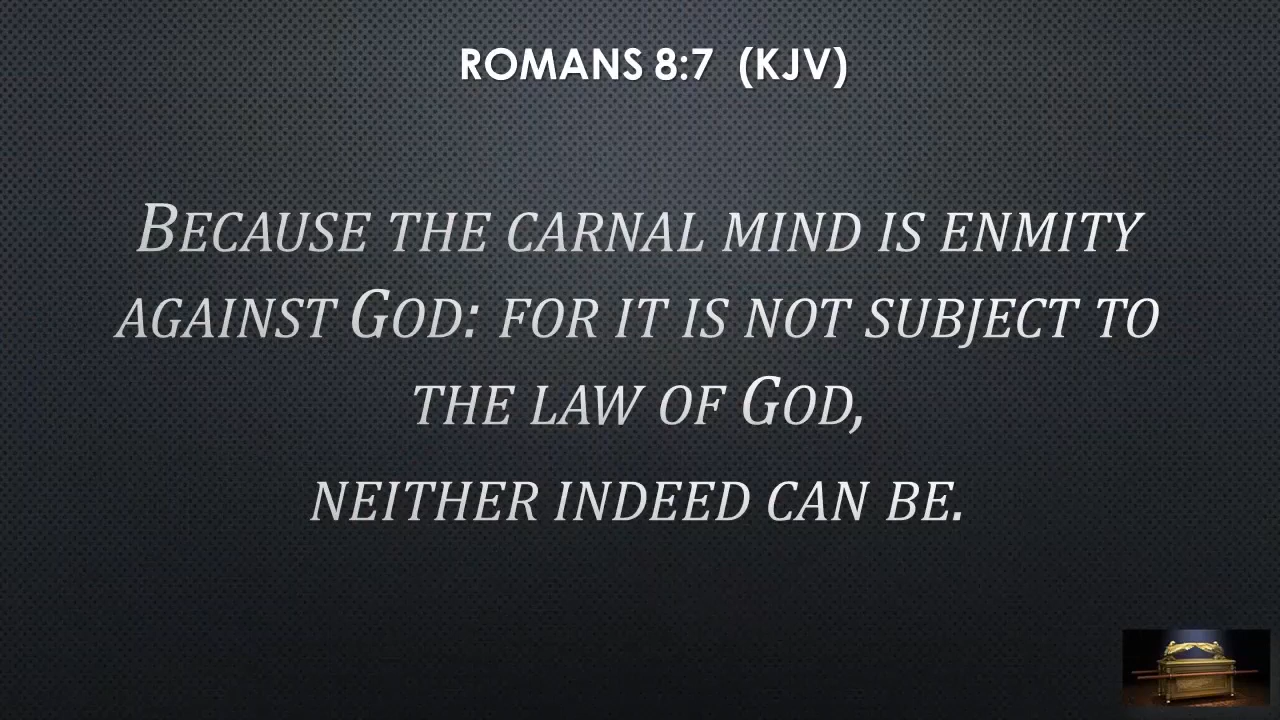 ROMANS 8:7 (KJV)
BECAUSE THE CARNAL MIND IS ENMITY
AGAINST GOD: FOR IT IS NOT SUBJECT TO
THE LAW OF GOD,
NEITHER INDEED CAN BE.